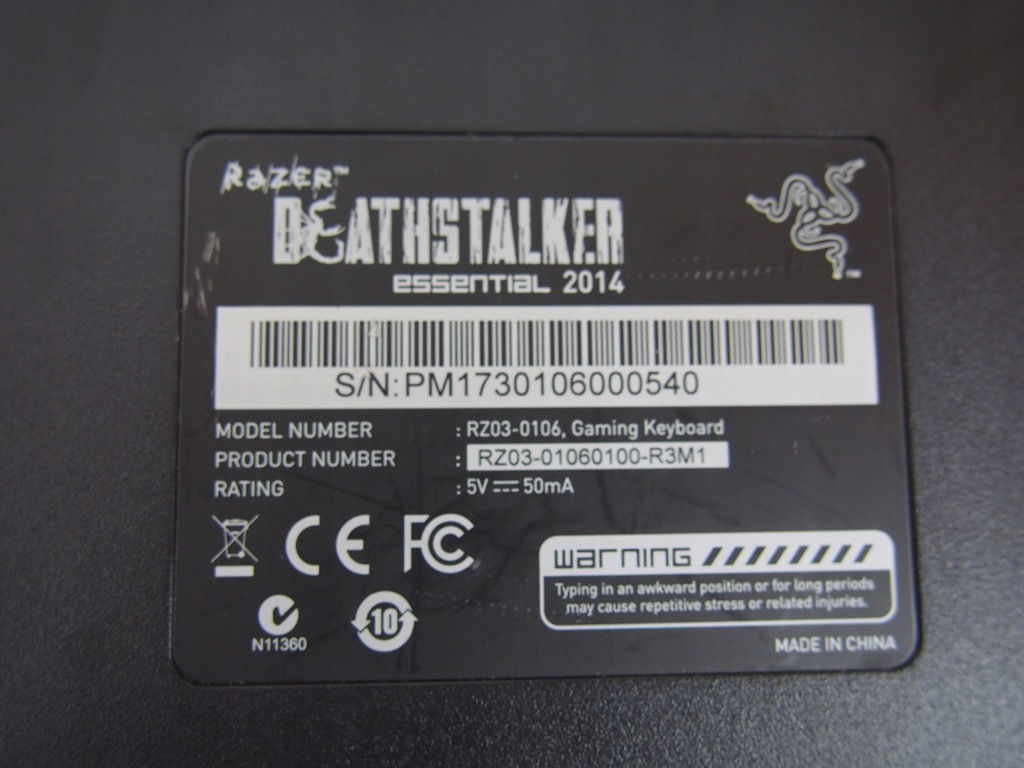 RAZER™
DEATHSTALKER
ESSENTIAL 2014
™
S/N:PM1730106000540
MODEL NUMBER : RZ03-0106, Gaming Keyboard
PRODUCT NUMBER : RZ03-01060100-R3M1
RATING : 5V ⎓ 50mA
CE FC
warning
Typing in an awkward position or for long periods
may cause repetitive stress or related injuries.
10
N11360
MADE IN CHINA